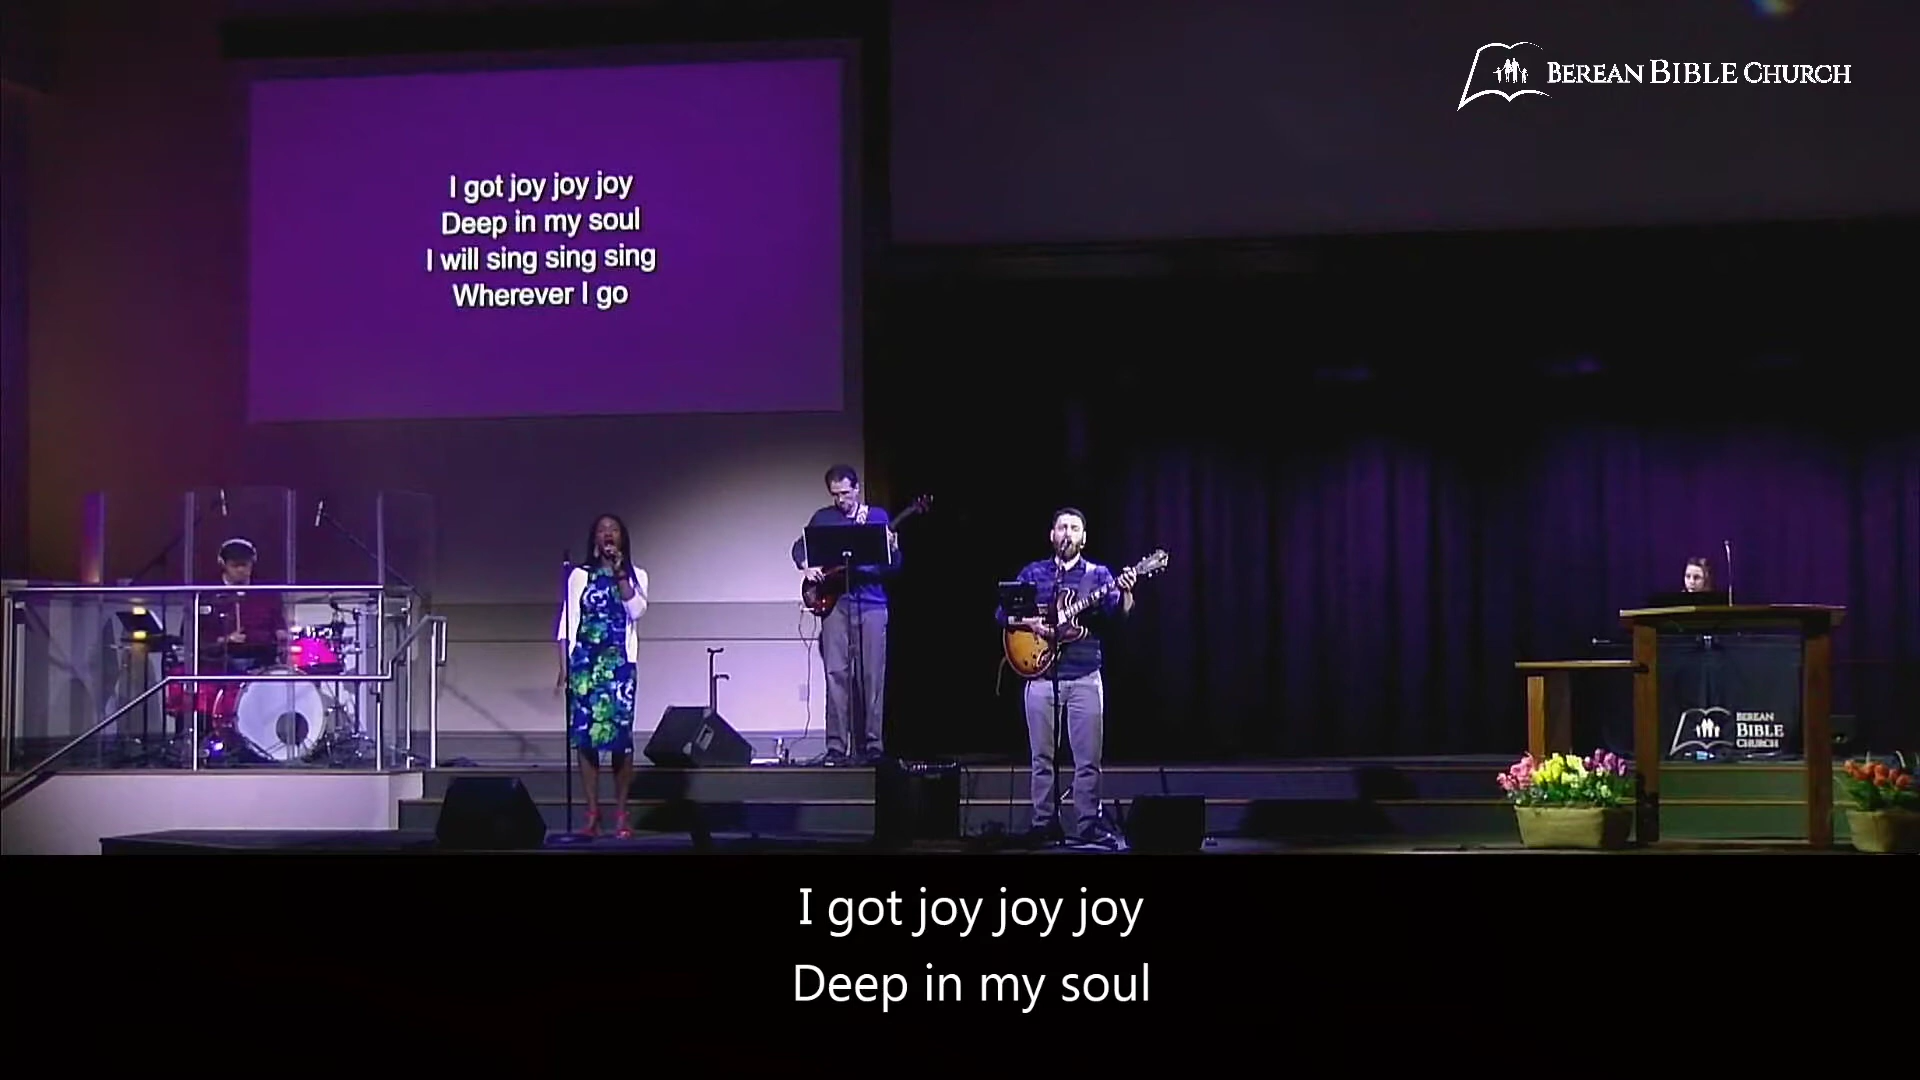 BEREAN BIBLE CHURCH
I got joy joy joy
Deep in my soul
I will sing sing sing
Wherever I go
BEREAN
BIBLE
CHURCH
I got joy joy joy
Deep in my soul